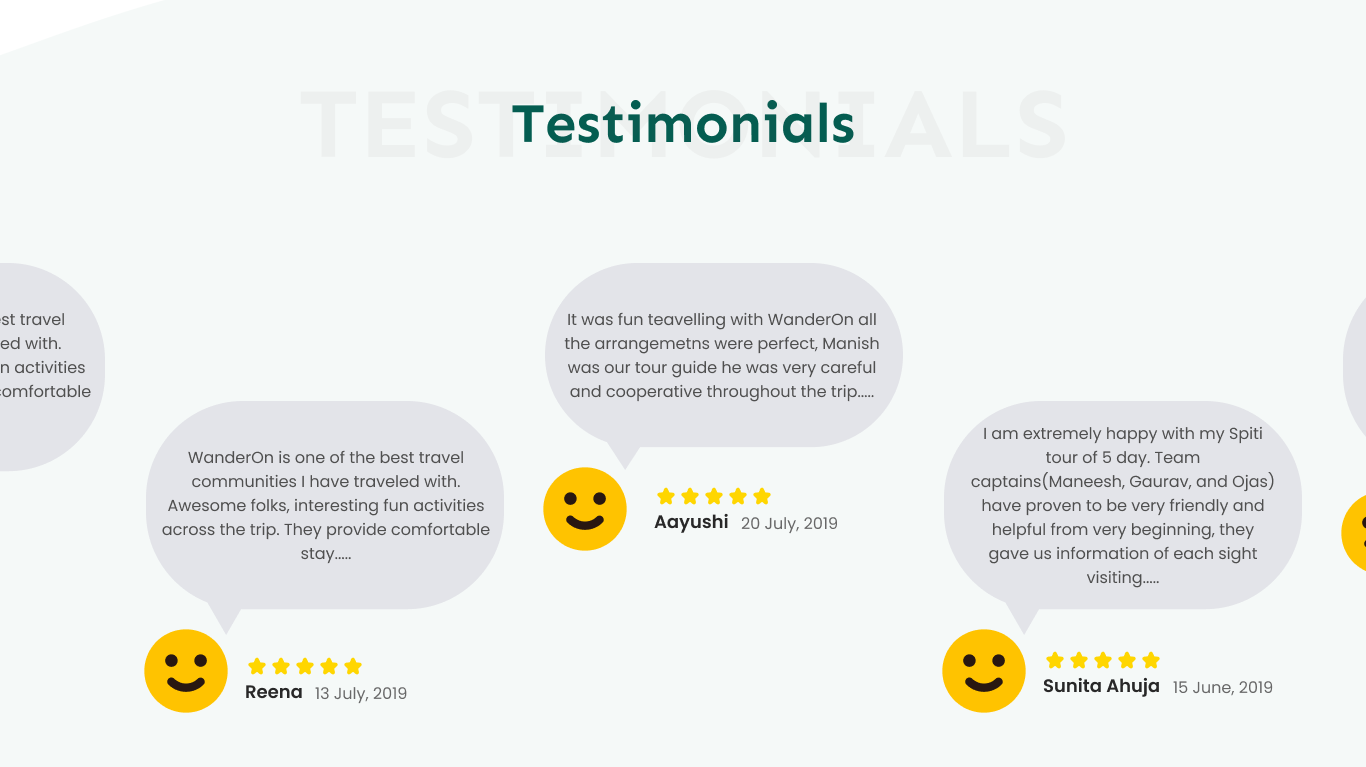 TESTIMONIALS
Testimonials
est travel
ed with.
n activities
comfortable
WanderOn is one of the best travel
communities I have traveled with.
Awesome folks, interesting fun activities
across the trip. They provide comfortable
stay.....
Reena 13 July, 2019
It was fun teavelling with WanderOn all
the arrangemetns were perfect, Manish
was our tour guide he was very careful
and cooperative throughout the trip.....
Aayushi 20 July, 2019
I am extremely happy with my Spiti
tour of 5 day. Team
captains(Maneesh, Gaurav, and Ojas)
have proven to be very friendly and
helpful from very beginning, they
gave us information of each sight
visiting.....
Sunita Ahuja 15 June, 2019